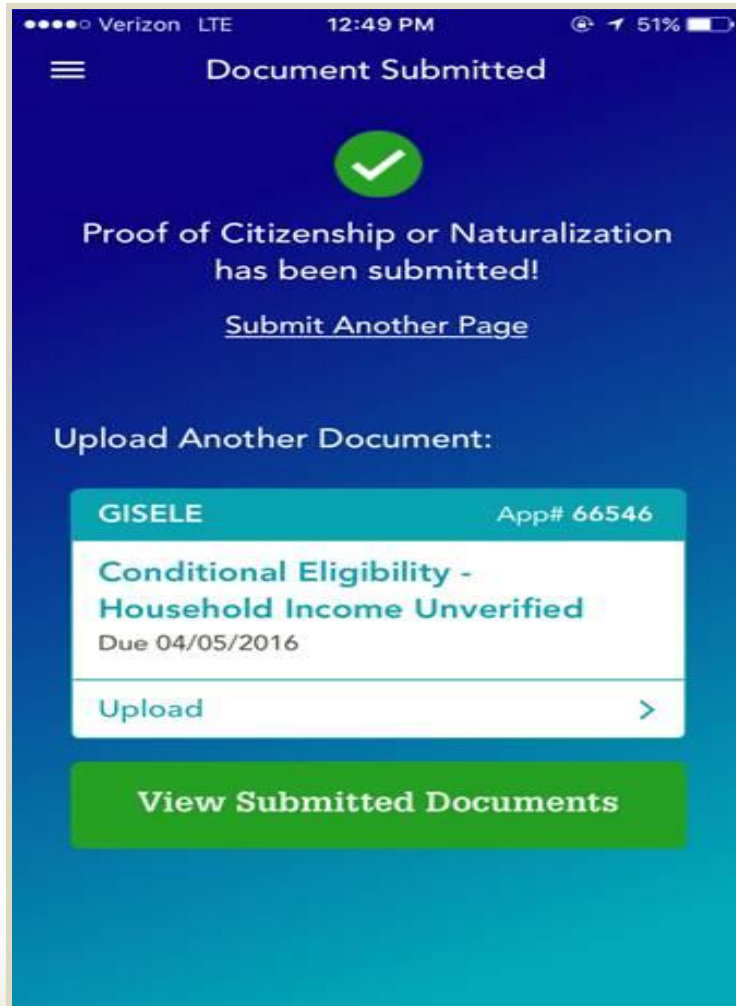 Verizon LTE 12:49 PM 51%
Document Submitted
Proof of Citizenship or Naturalization
has been submitted!
Submit Another Page
Upload Another Document:
GISELE App# 66546
Conditional Eligibility -
Household Income Unverified
Due 04/05/2016
Upload
View Submitted Documents